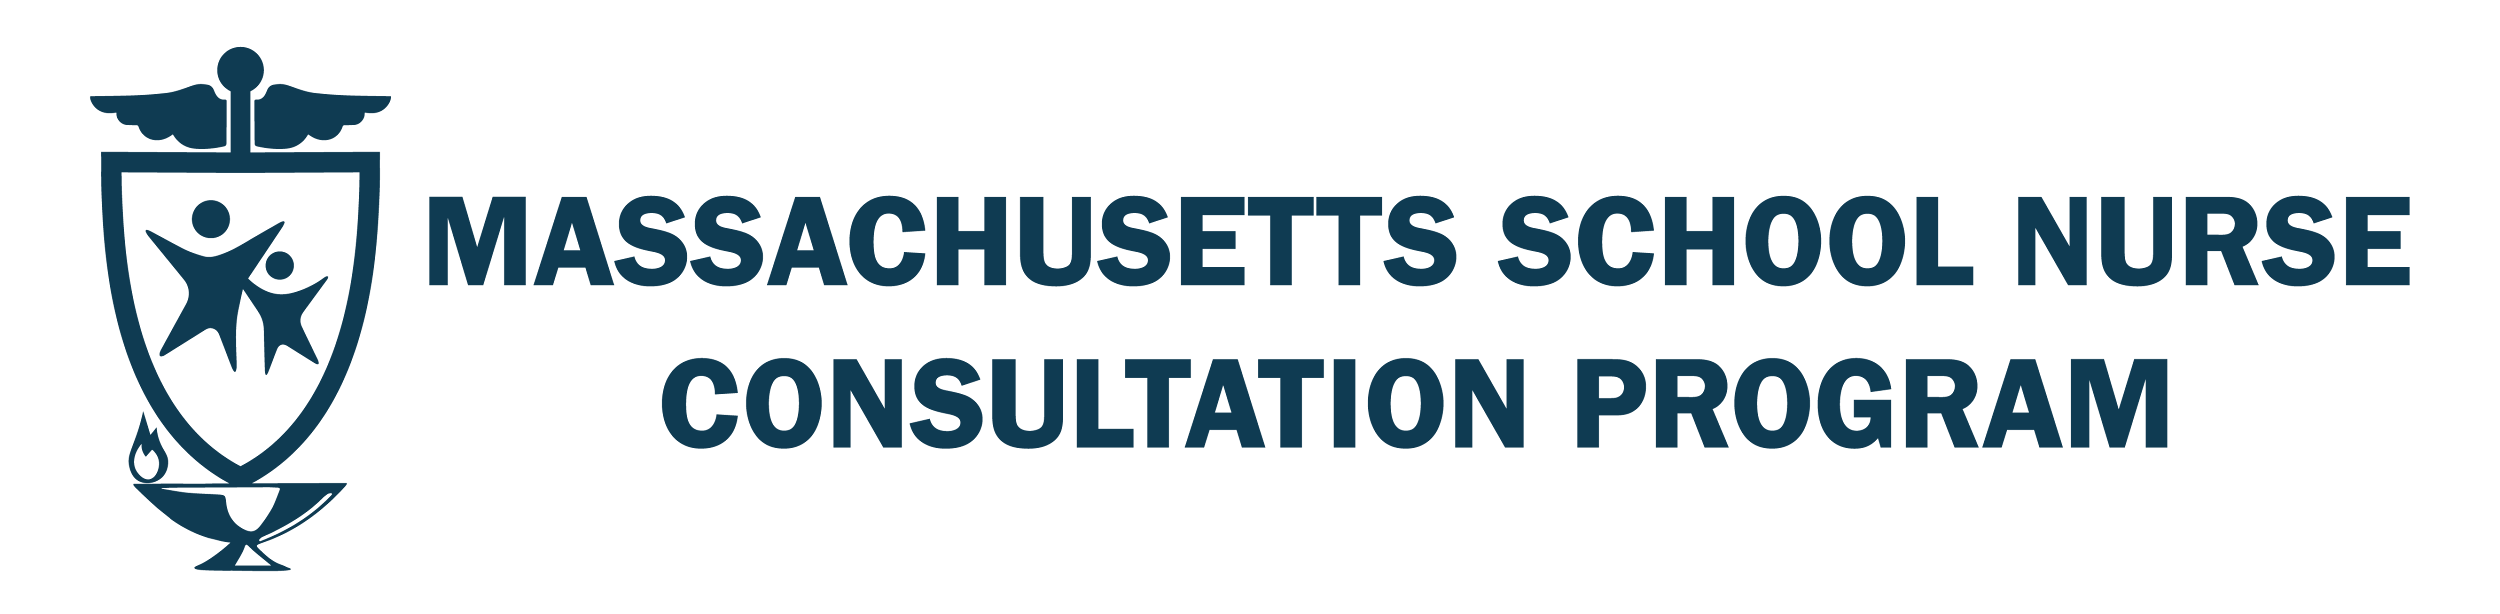 MASSACHUSETTS SCHOOL NURSE
CONSULTATION PROGRAM